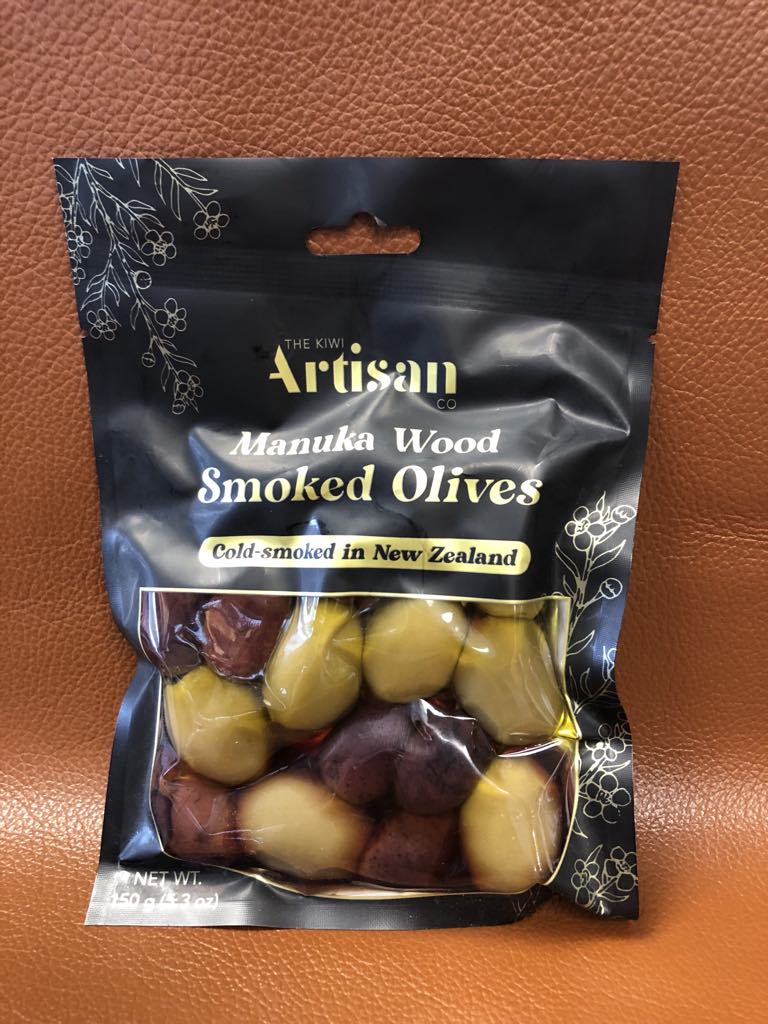 THE KIWI
Artisan
CO
Manuka Wood
Smoked Olives
Cold-smoked in New Zealand
NET WT.
150 g (5.3 oz)